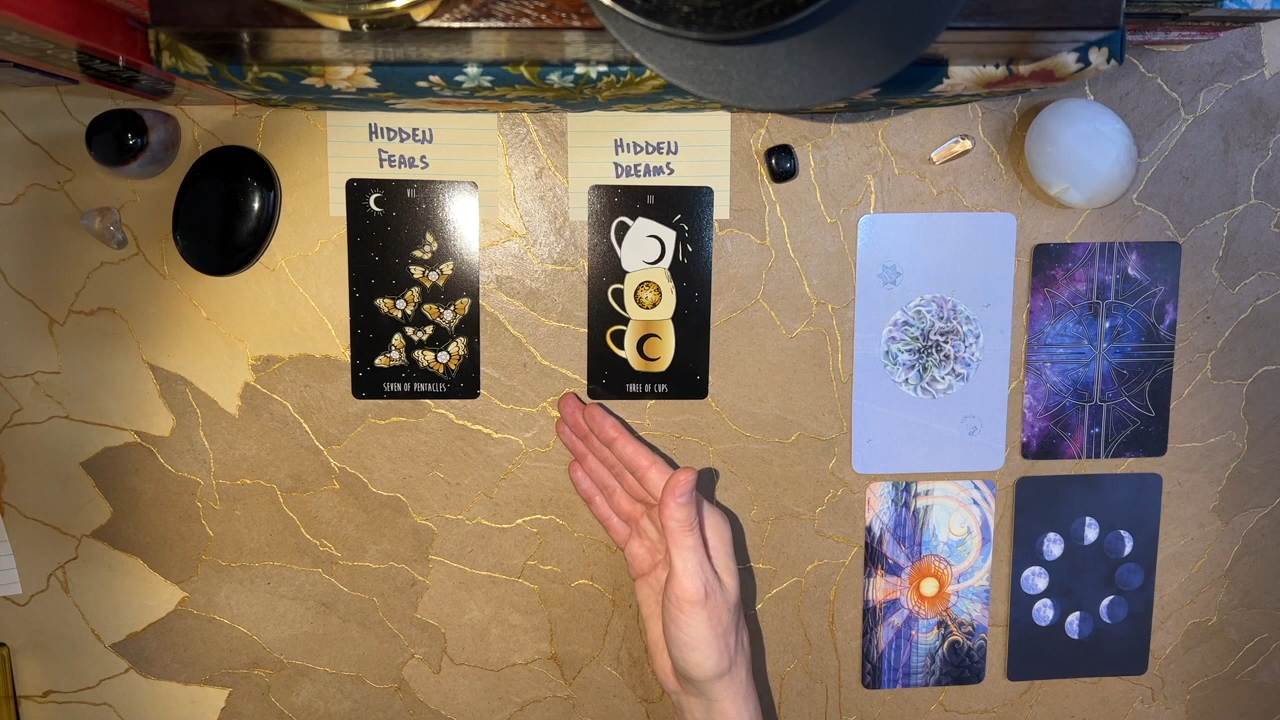 HIDDEN
FEARS
HIDDEN
DREAMS
VII
SEVEN OF PENTACLES
III
THREE OF CUPS